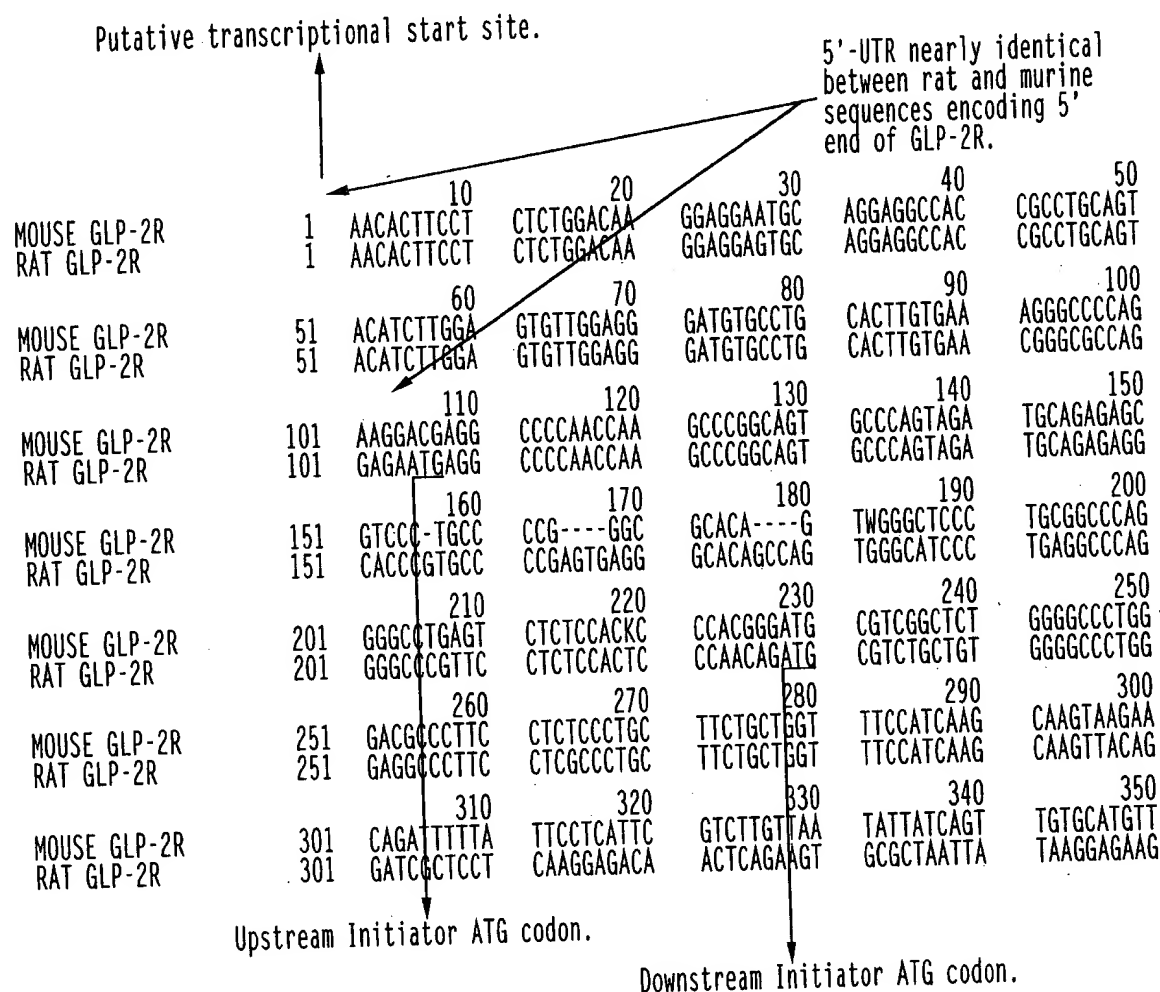 Putative transcriptional start site.
5'-UTR nearly identical
between rat and murine
sequences encoding 5'
end of GLP-2R.
10 20 30 40 50
MOUSE GLP-2R 1 AACACTTCCT CTCTGGACAA GGAGGAATGC AGGAGGCCAC CGCCTGCAGT
RAT GLP-2R 1 AACACTTCCT CTCTGGACAA GGAGGAGTGC AGGAGGCCAC CGCCTGCAGT
60 70 80 90 100
MOUSE GLP-2R 51 ACATCTTGGA GTGTTGGAGG GATGTGCCTG CACTTGTGAA AGGGCCCCAG
RAT GLP-2R 51 ACATCTTGGA GTGTTGGAGG GATGTGCCTG CACTTGTGAA CGGGCGCCAG
110 120 130 140 150
MOUSE GLP-2R 101 AAGGACGAGG CCCCAACCAA GCCCGGCAGT GCCCAGTAGA TGCAGAGAGC
RAT GLP-2R 101 GAGAATGAGG CCCCAACCAA GCCCGGCAGT GCCCAGTAGA TGCAGAGAGG
160 170 180 190 200
MOUSE GLP-2R 151 GTCCC-TGCC CCG----GGC GCACA----G TWGGGCTCCC TGCGGCCCAG
RAT GLP-2R 151 CACCCGTGCC CCGAGTGAGG GCACAGCCAG TGGGCATCCC TGAGGCCCAG
210 220 230 240 250
MOUSE GLP-2R 201 GGGCCTGAGT CTCTCCACKC CCACGGGATG CGTCGGCTCT GGGGCCCTGG
RAT GLP-2R 201 GGGCCCGTTC CTCTCCACTC CCAACAGATG CGTCTGCTGT GGGGCCCTGG
260 270 280 290 300
MOUSE GLP-2R 251 GACGCCCTTC CTCTCCCTGC TTCTGCTGGT TTCCATCAAG CAAGTAAGAA
RAT GLP-2R 251 GAGGCCCTTC CTCGCCCTGC TTCTGCTGGT TTCCATCAAG CAAGTTACAG
310 320 330 340 350
MOUSE GLP-2R 301 CAGATTTTTA TTCCTCATTC GTCTTGTTAA TATTATCAGT TGTGCATGTT
RAT GLP-2R 301 GATCGCTCCT CAAGGAGACA ACTCAGAAGT GCGCTAATTA TAAGGAGAAG
Upstream Initiator ATG codon.
Downstream Initiator ATG codon.